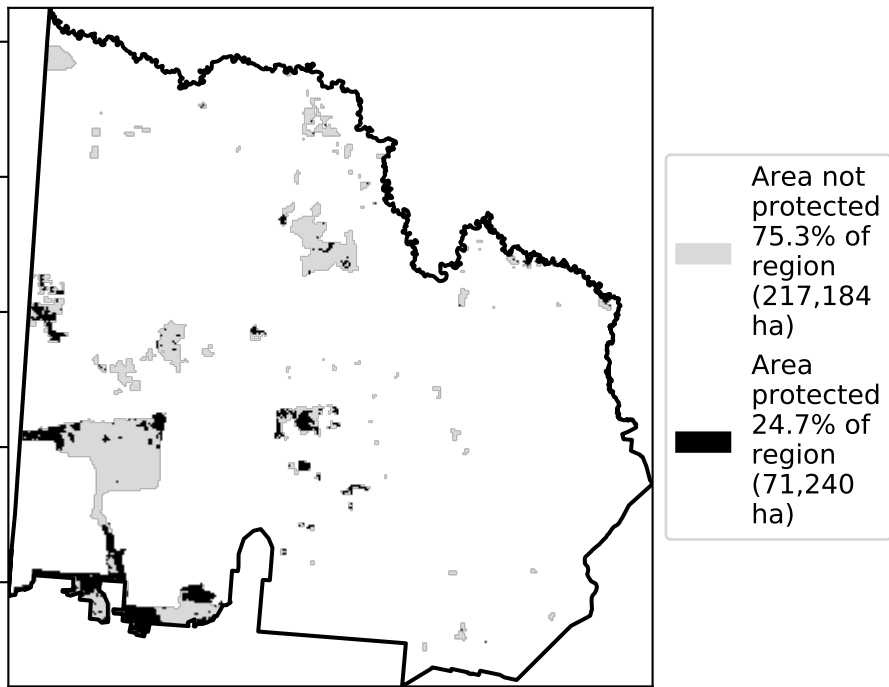 Area not
protected
75.3% of
region
(217,184
ha)
Area
protected
24.7% of
region
(71,240
ha)